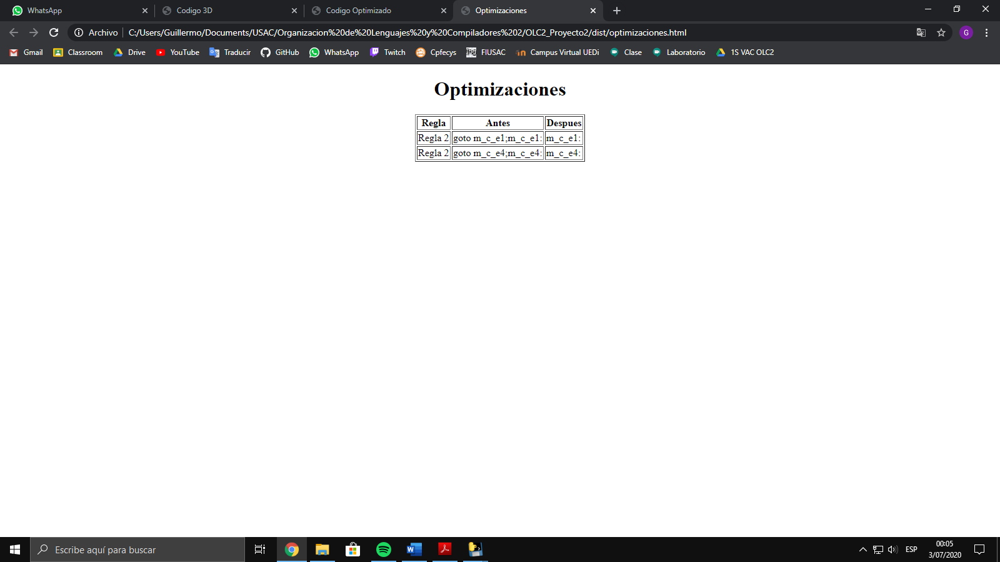 WhatsApp
Codigo 3D
Codigo Optimizado
Optimizaciones
Archivo
C:/Users/Guillermo/Documents/USAC/Organizacion%20de%20Lenguajes%20y%20Compiladores%202/OLC2_Proyecto2/dist/optimizaciones.html
G
Gmail Classroom Drive YouTube Traducir GitHub WhatsApp Twitch Cpfecys FIUSAC Campus Virtual UEDi Clase Laboratorio 1S VAC OLC2
Optimizaciones
Regla Antes Despues
Regla 2 goto m_c_e1;m_c_e1: m_c_e1:
Regla 2 goto m_c_e4;m_c_e4: m_c_e4:
Escribe aquí para buscar
ESP
00:05
3/07/2020